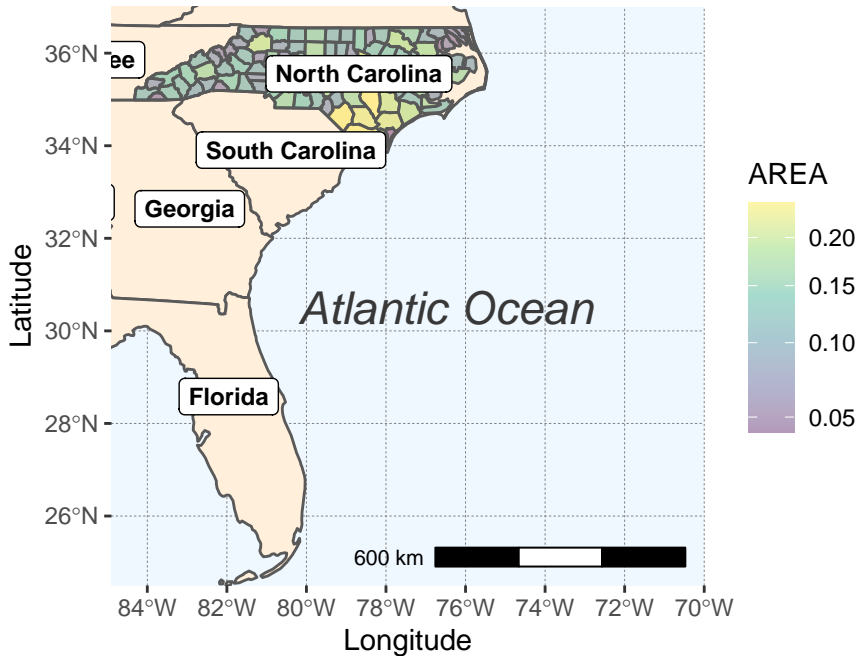 36°N
34°N
32°N
30°N
28°N
26°N
Latitude
ee
North Carolina
South Carolina
Georgia
Atlantic Ocean
Florida
600 km
84°W 82°W 80°W 78°W 76°W 74°W 72°W 70°W
Longitude
AREA
0.20
0.15
0.10
0.05